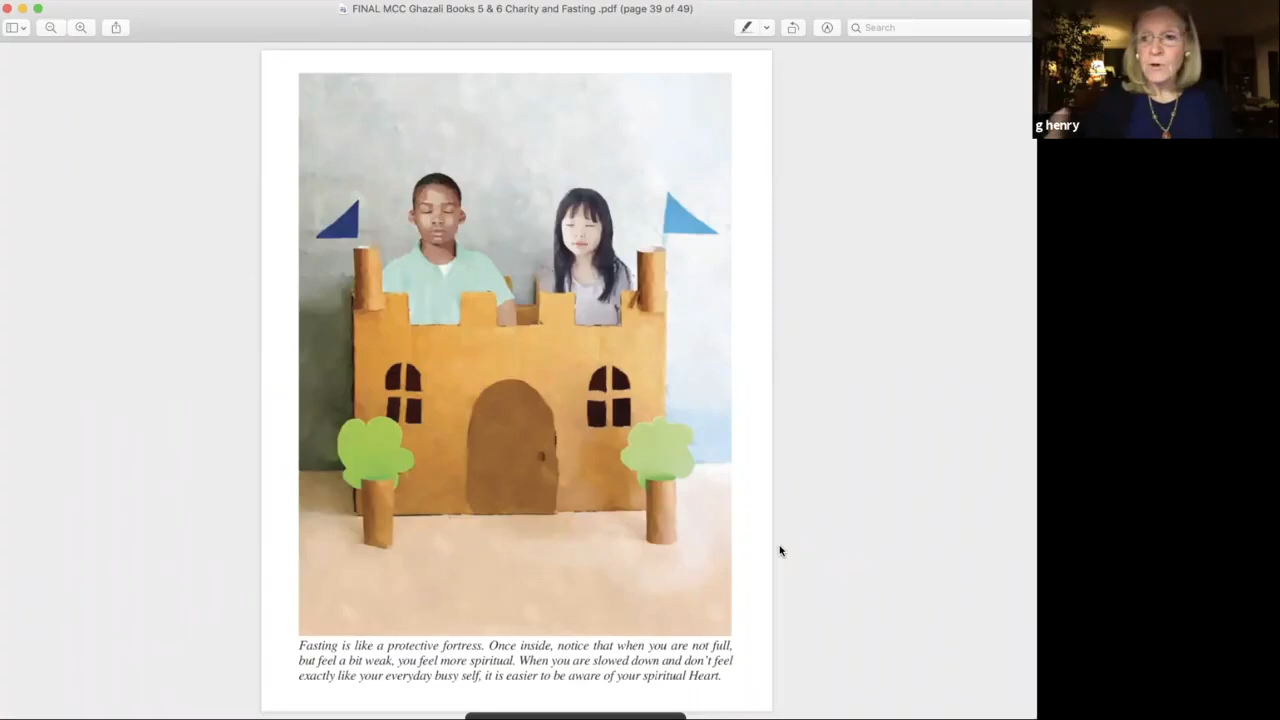 FINAL MCC Ghazali Books 5 & 6 Charity and Fasting .pdf (page 39 of 49)
Search
g henry
Fasting is like a protective fortress. Once inside, notice that when you are not full,
but feel a bit weak, you feel more spiritual. When you are slowed down and don't feel
exactly like your everyday busy self, it is easier to be aware of your spiritual Heart.